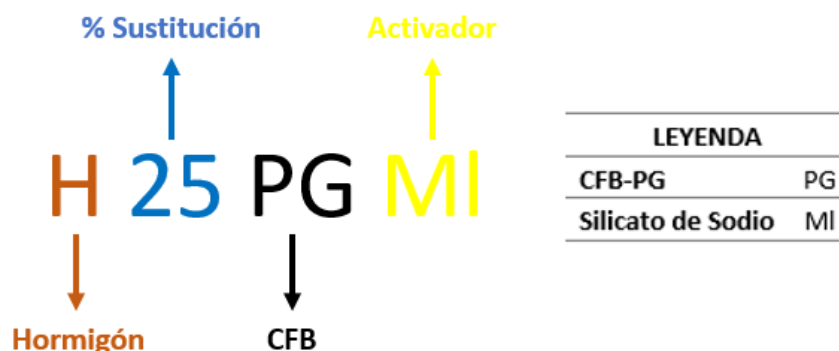 % Sustitución Activador
H 25 PG Ml
Hormigón CFB
LEYENDA
CFB-PG PG
Silicato de Sodio Ml